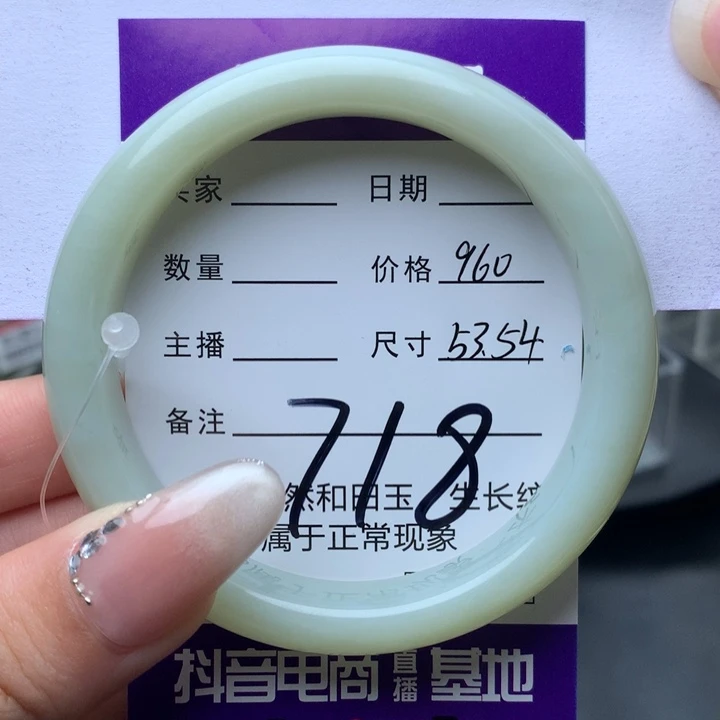 家 日期
数量 价格 960
主播 尺寸 53.54
备注
718
然和田玉 生长纹
属于正常现象
抖音电商 直播 基地